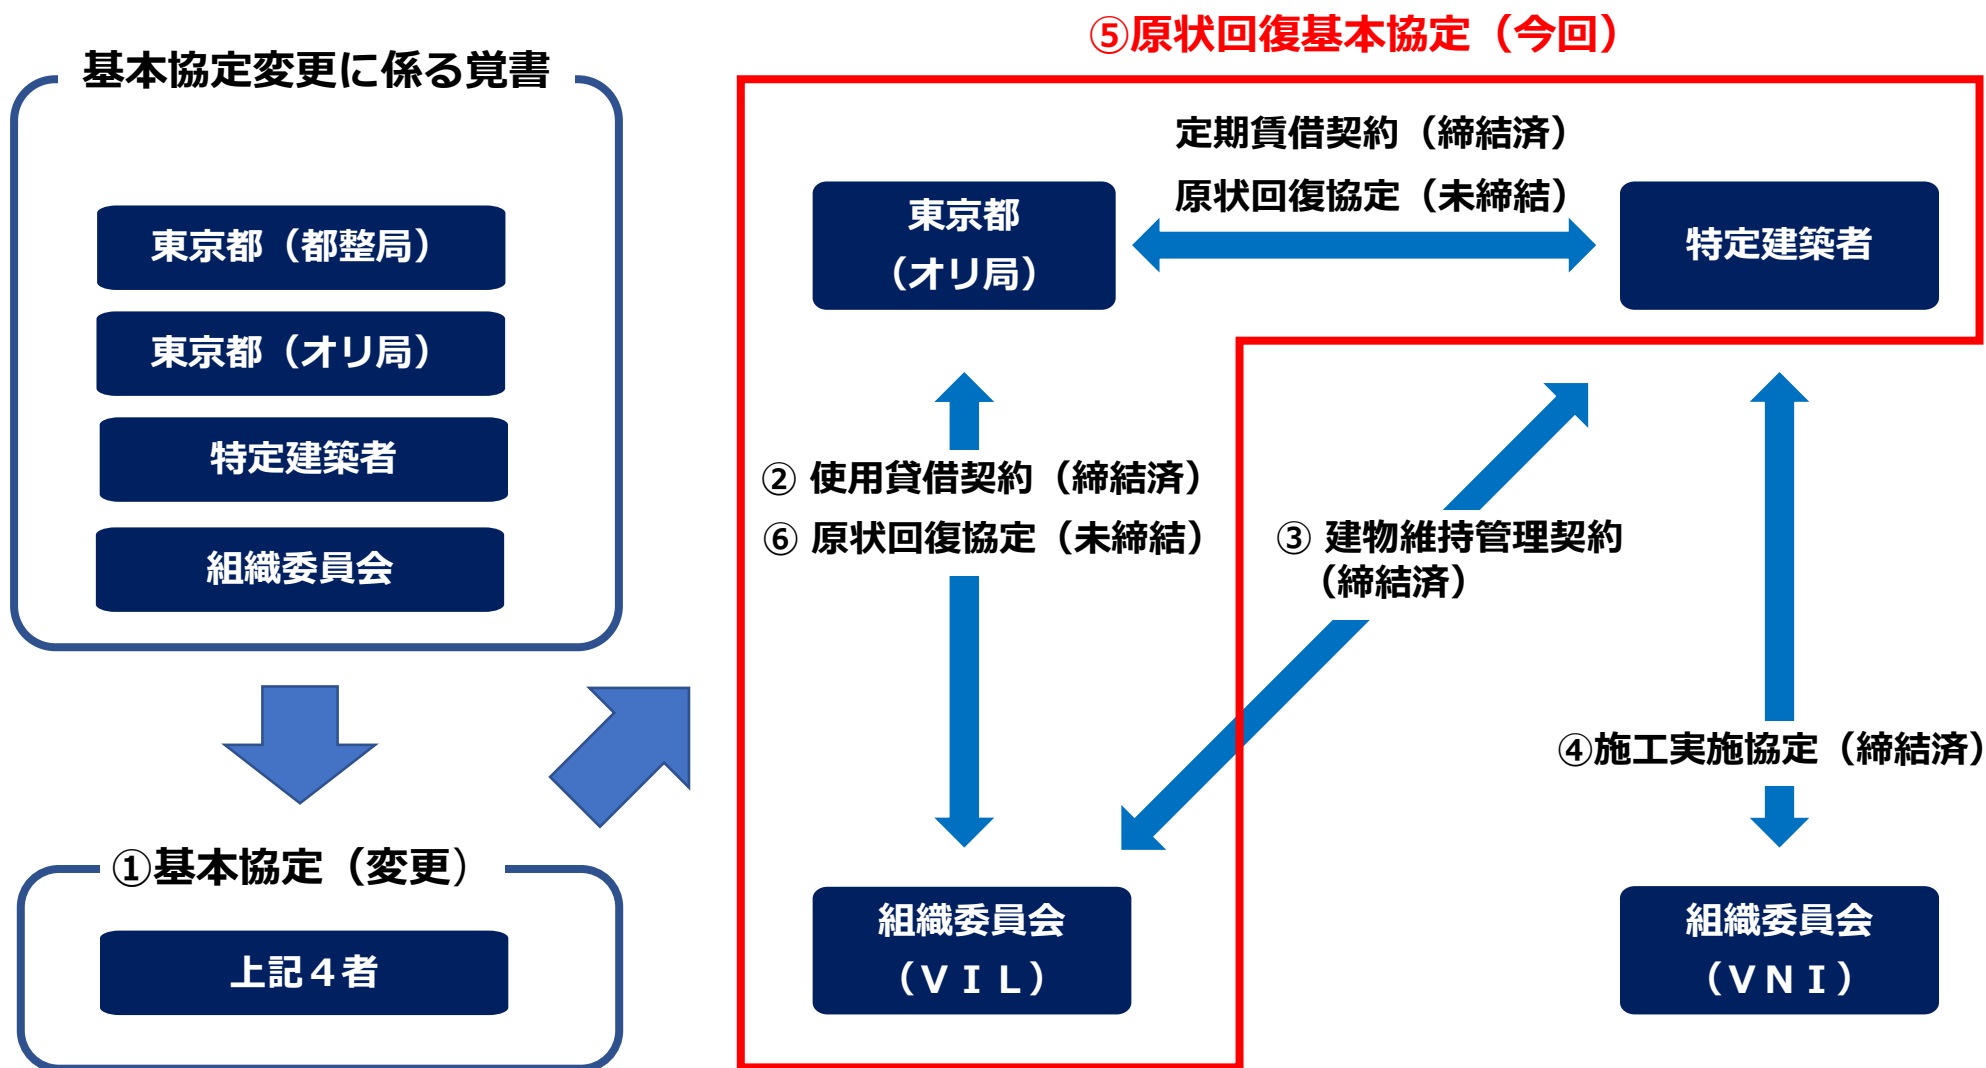 基本協定変更に係る覚書
東京都（都整局）
東京都（オリ局）
特定建築者
組織委員会
①基本協定（変更）
上記４者
⑤原状回復基本協定（今回）
定期賃借契約（締結済）
原状回復協定（未締結）
東京都
（オリ局）
特定建築者
② 使用貸借契約（締結済）
⑥ 原状回復協定（未締結）
③ 建物維持管理契約
（締結済）
④施工実施協定（締結済）
組織委員会
（ＶＩＬ）
組織委員会
（ＶＮＩ）